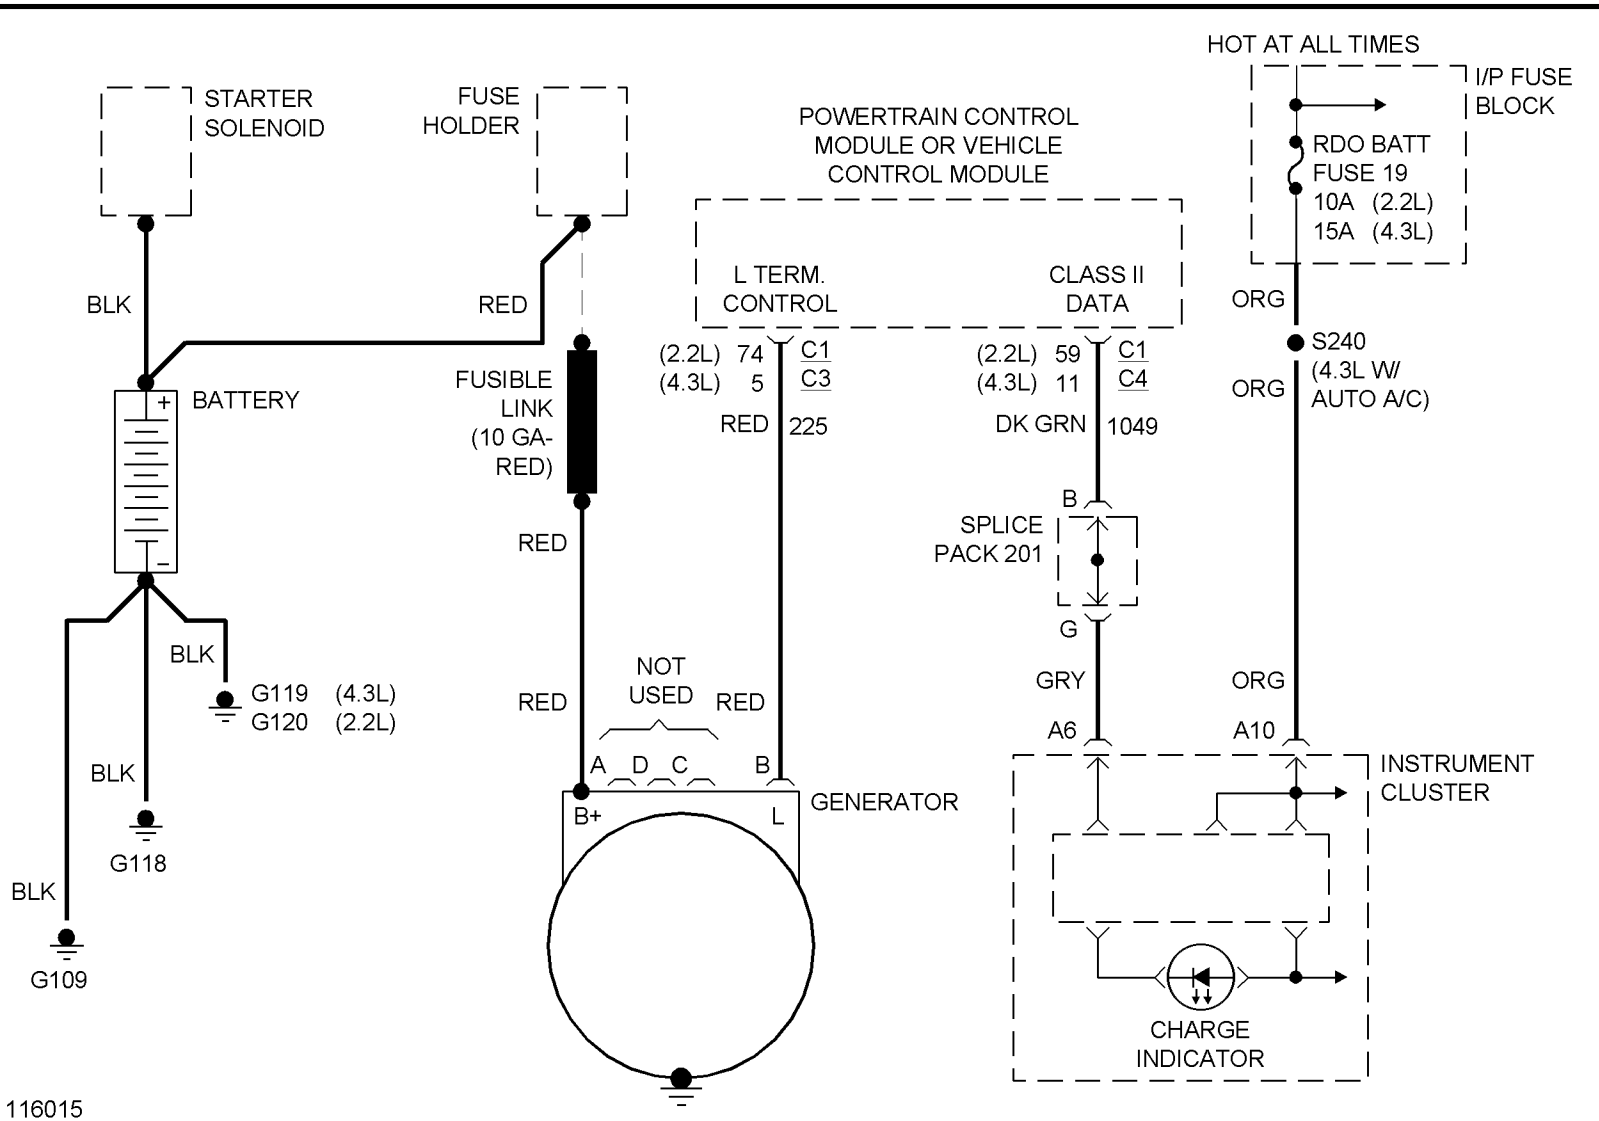 HOT AT ALL TIMES
I/P FUSE
BLOCK
RDO BATT
FUSE 19
10A (2.2L)
15A (4.3L)
STARTER
SOLENOID
FUSE
HOLDER
POWERTRAIN CONTROL
MODULE OR VEHICLE
CONTROL MODULE
L TERM.
CONTROL
CLASS II
DATA
BLK
RED
ORG
(2.2L) 74 C1
(4.3L) 5 C3
(2.2L) 59 C1
(4.3L) 11 C4
S240
(4.3L W/
AUTO A/C)
ORG
+
BATTERY
–
FUSIBLE
LINK
(10 GA-
RED)
RED 225
DK GRN 1049
B
SPLICE
PACK 201
G
RED
BLK
G119 (4.3L)
G120 (2.2L)
NOT
USED
RED
RED
GRY
ORG
A6
A10
BLK
G118
A D C B
B+
L
GENERATOR
INSTRUMENT
CLUSTER
BLK
G109
CHARGE
INDICATOR
116015